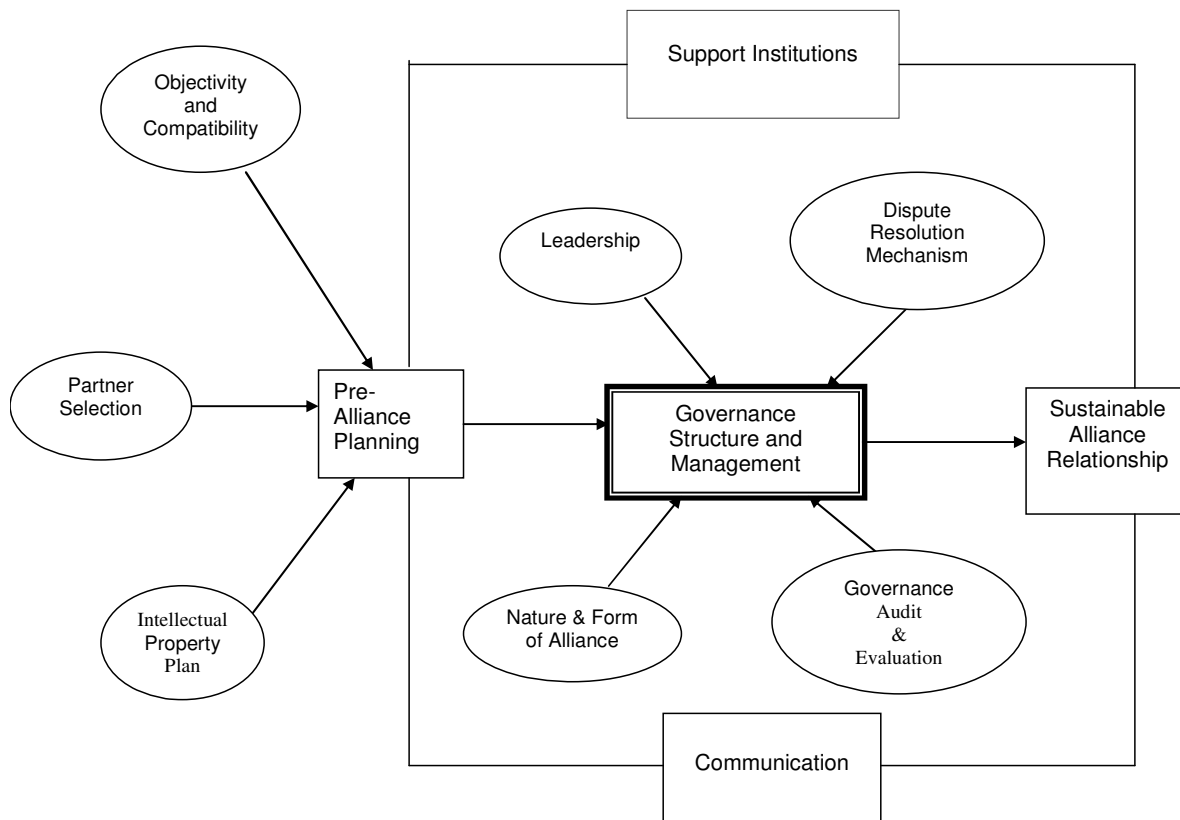 Support Institutions
Objectivity
and
Compatibility
Leadership
Dispute
Resolution
Mechanism
Partner
Selection
Pre-
Alliance
Planning
Governance
Structure and
Management
Sustainable
Alliance
Relationship
Intellectual
Property
Plan
Nature & Form
of Alliance
Governance
Audit
&
Evaluation
Communication